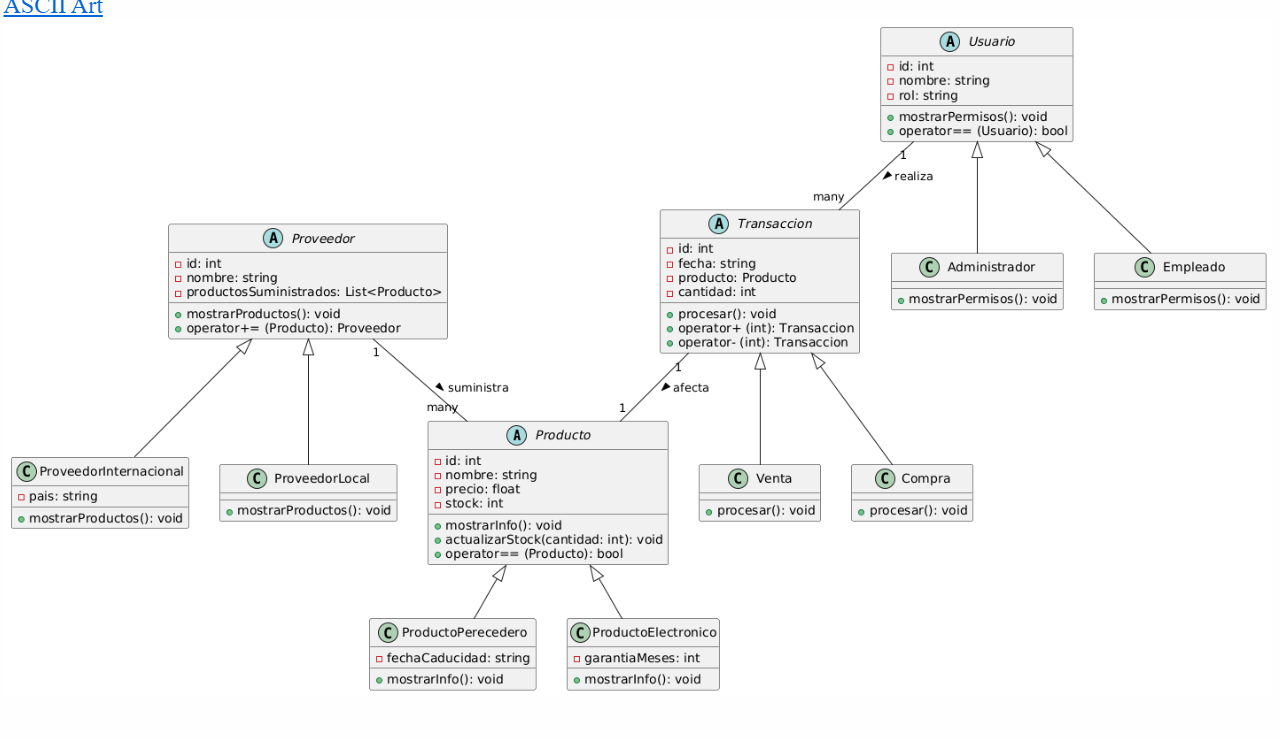 ASCII Art
A Usuario
id: int
nombre: string
rol: string
mostrarPermisos(): void
operator== (Usuario): bool
1
realiza
many
A Proveedor
id: int
nombre: string
productosSuministrados: List<Producto>
mostrarProductos(): void
operator+= (Producto): Proveedor
A Transaccion
id: int
fecha: string
producto: Producto
cantidad: int
procesar(): void
operator+ (int): Transaccion
operator- (int): Transaccion
C Administrador
mostrarPermisos(): void
C Empleado
mostrarPermisos(): void
1
suministra
many
1
afecta
1
C ProveedorInternacional
pais: string
mostrarProductos(): void
C ProveedorLocal
mostrarProductos(): void
A Producto
id: int
nombre: string
precio: float
stock: int
mostrarInfo(): void
actualizarStock(cantidad: int): void
operator== (Producto): bool
C Venta
procesar(): void
C Compra
procesar(): void
C ProductoPerecedero
fechaCaducidad: string
mostrarInfo(): void
C ProductoElectronico
garantiaMeses: int
mostrarInfo(): void